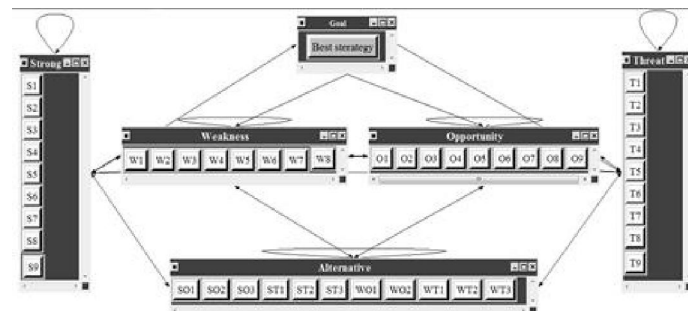 Goal
Best sterategy
Strong
S1
S2
S3
S4
S5
S6
S7
S8
S9
Threat
T1
T2
T3
T4
T5
T6
T7
T8
T9
Weakness
W1 W2 W3 W4 W5 W6 W7 W8
Opportunity
O1 O2 O3 O4 O5 O6 O7 O8 O9
Alternative
SO1 SO2 SO3 ST1 ST2 ST3 WO1 WO2 WT1 WT2 WT3